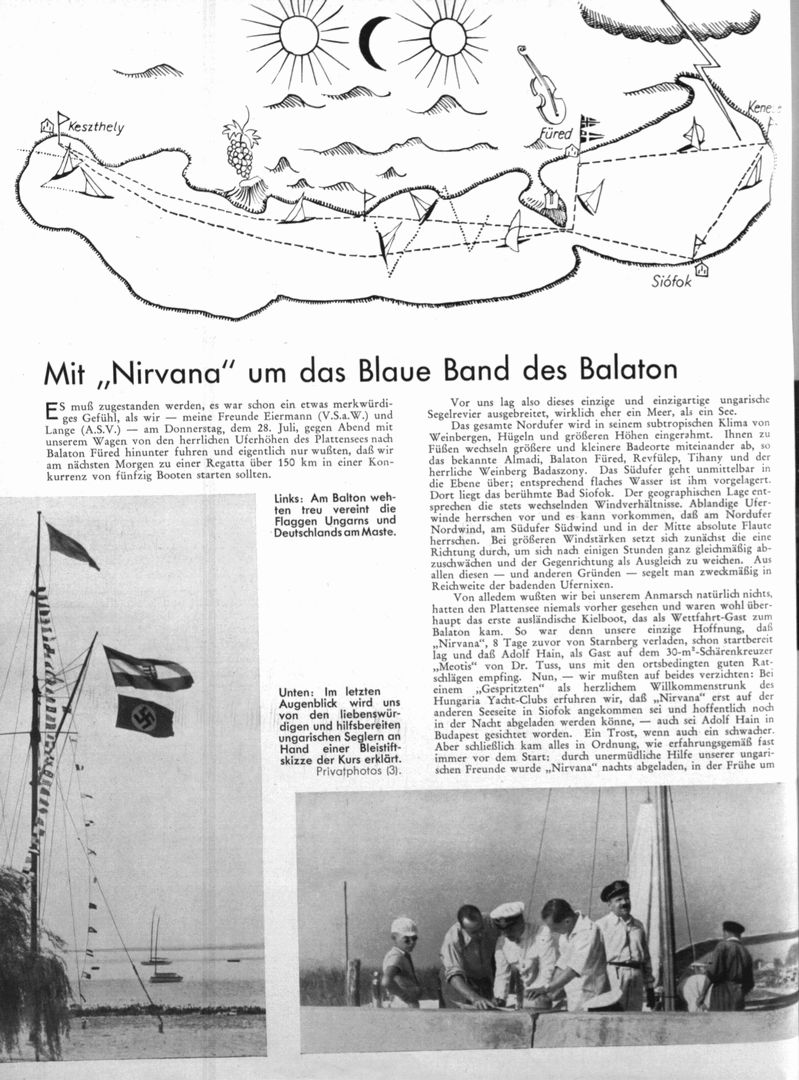 Keszthely
Füred
Kenese
Siófok
Mit „Nirvana“ um das Blaue Band des Balaton
ES muß zugestanden werden, es war schon ein etwas merkwürdi-
ges Gefühl, als wir — meine Freunde Eiermann (V.S.a.W.) und
Lange (A.S.V.) — am Donnerstag, dem 28. Juli, gegen Abend mit
unserem Wagen von den herrlichen Uferhöhen des Plattensees nach
Balaton Füred hinunter fuhren und eigentlich nur wußten, daß wir
am nächsten Morgen zu einer Regatta über 150 km in einer Kon-
kurrenz von fünfzig Booten starten sollten.
Links: Am Balton weh-
ten treu vereint die
Flaggen Ungarns und
Deutschlands am Maste.
Unten: Im letzten
Augenblick wird uns
von den liebenswür-
digen und hilfsbereiten
ungarischen Seglern an
Hand einer Bleistift-
skizze der Kurs erklärt.
Privatphotos (3).
Vor uns lag also dieses einzige und einzigartige ungarische
Segelrevier ausgebreitet, wirklich eher ein Meer, als ein See.
Das gesamte Nordufer wird in seinem subtropischen Klima von
Weinbergen, Hügeln und größeren Höhen eingerahmt. Ihnen zu
Füßen wechseln größere und kleinere Badeorte miteinander ab, so
das bekannte Almadi, Balaton Füred, Revfülep, Tihany und der
herrliche Weinberg Badaszony. Das Südufer geht unmittelbar in
die Ebene über; entsprechend flaches Wasser ist ihm vorgelagert.
Dort liegt das berühmte Bad Siofok. Der geographischen Lage ent-
sprechen die stets wechselnden Windverhältnisse. Ablandige Ufer-
winde herrschen vor und es kann vorkommen, daß am Nordufer
Nordwind, am Südufer Südwind und in der Mitte absolute Flaute
herrschen. Bei größeren Windstärken setzt sich zunächst die eine
Richtung durch, um sich nach einigen Stunden ganz gleichmäßig ab-
zuschwächen und der Gegenrichtung als Ausgleich zu weichen. Aus
allen diesen — und anderen Gründen — segelt man zweckmäßig in
Reichweite der badenden Ufernixen.
Von alledem wußten wir bei unserem Anmarsch natürlich nichts,
hatten den Plattensee niemals vorher gesehen und waren wohl über-
haupt das erste ausländische Kielboot, das als Wettfahrt-Gast zum
Balaton kam. So war denn unsere einzige Hoffnung, daß
„Nirvana“, 8 Tage zuvor von Starnberg verladen, schon startbereit
lag und daß Adolf Hain, als Gast auf dem 30-m²-Schärenkreuzer
„Meotis“ von Dr. Tuss, uns mit den ortsbedingten guten Rat-
schlägen empfing. Nun, — wir mußten auf beides verzichten: Bei
einem „Gespritzten“ als herzlichem Willkommenstrunk des
Hungaria Yacht-Clubs erfuhren wir, daß „Nirvana“ erst auf der
anderen Seeseite in Siofok angekommen sei und hoffentlich noch
in der Nacht abgeladen werden könne, — auch sei Adolf Hain in
Budapest gesichtet worden. Ein Trost, wenn auch ein schwacher.
Aber schließlich kam alles in Ordnung, wie erfahrungsgemäß fast
immer vor dem Start; durch unermüdliche Hilfe unserer ungari-
schen Freunde wurde „Nirvana“ nachts abgeladen, in der Frühe um